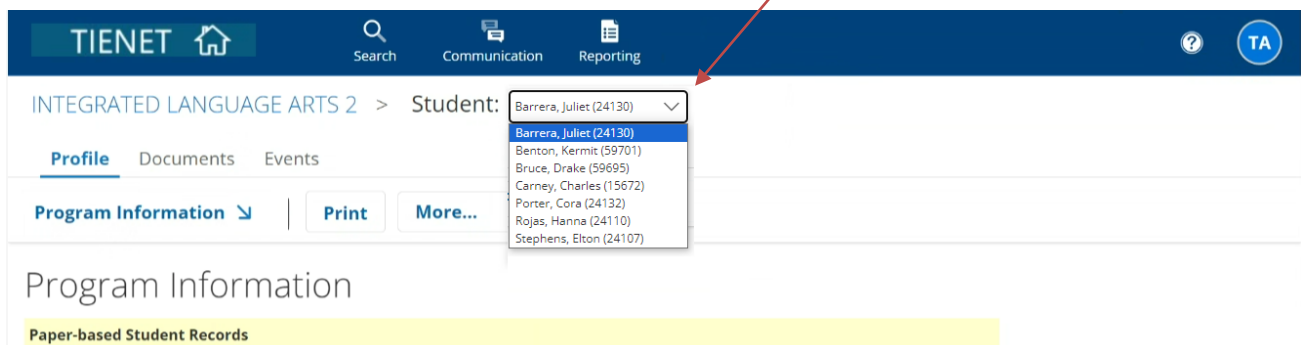 TIENET
Search Communication Reporting
TA
INTEGRATED LANGUAGE ARTS 2 > Student: Barrera, Juliet (24130)
Barrera, Juliet (24130)
Benton, Kermit (59701)
Bruce, Drake (59695)
Carney, Charles (15672)
Porter, Cora (24132)
Rojas, Hanna (24110)
Stephens, Elton (24107)
Profile Documents Events
Program Information Print More...
Program Information
Paper-based Student Records